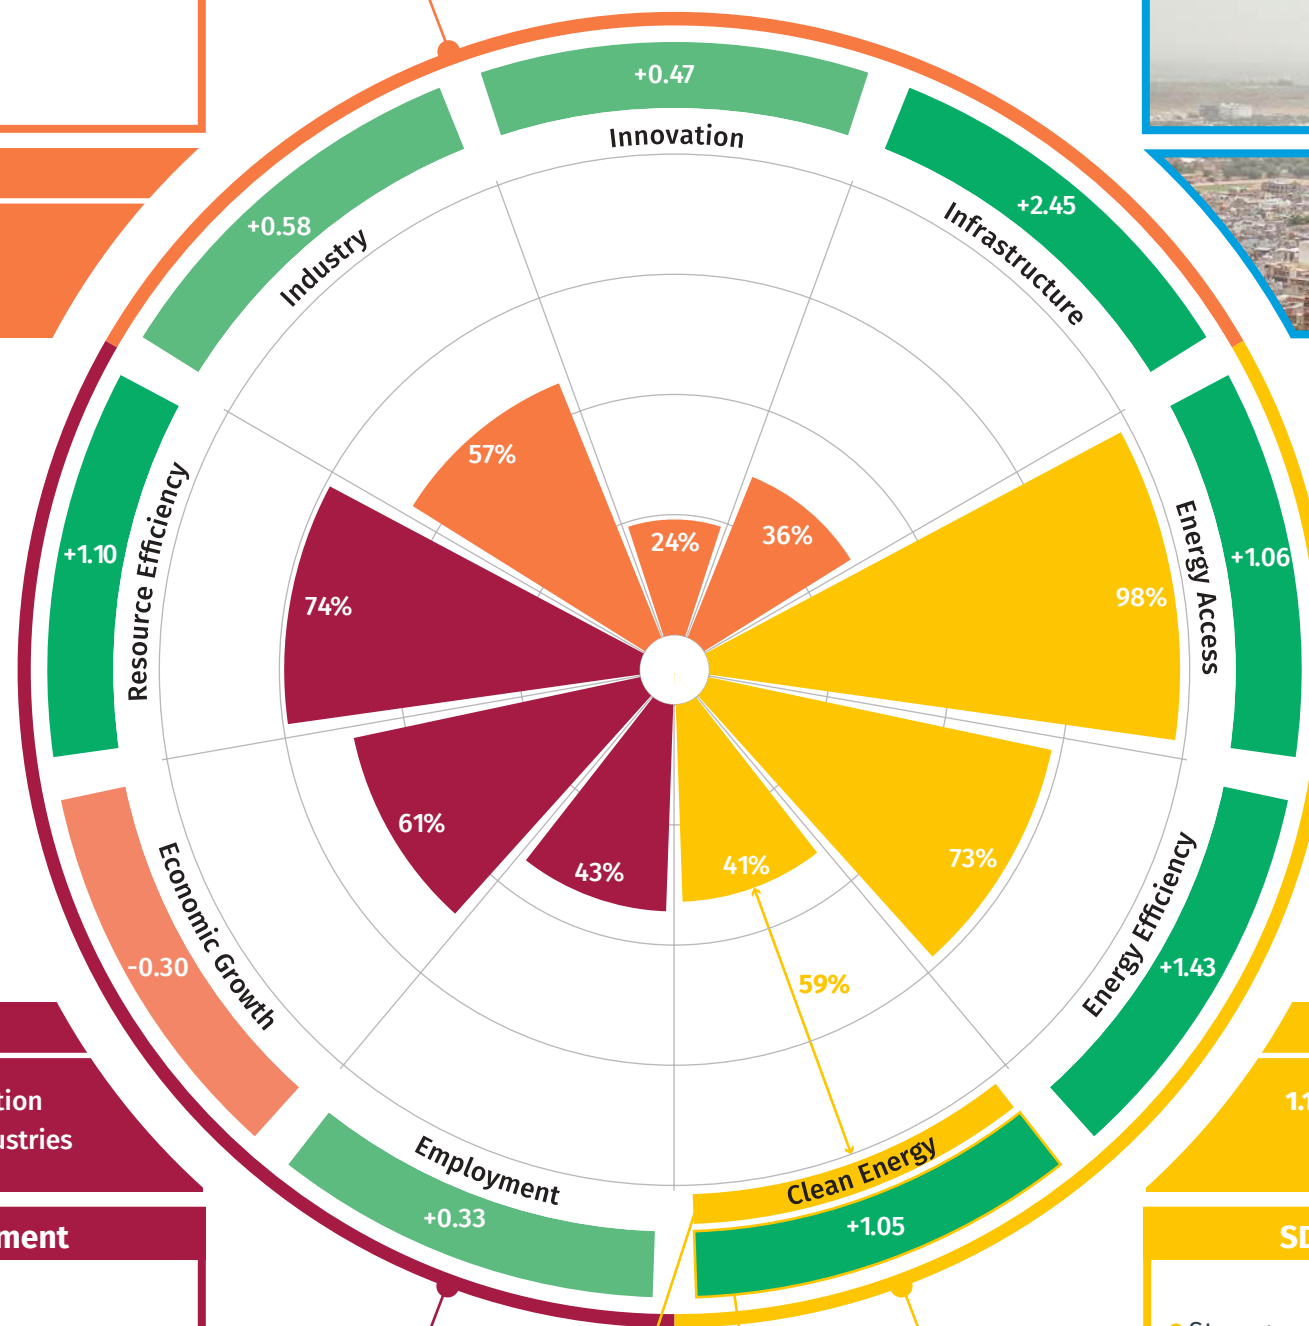 +0.47
Innovation
+2.45
Infrastructure
+0.58
Industry
57%
24%
36%
98%
Energy Access
+1.06
+1.10
Resource Efficiency
74%
61%
43%
41%
73%
59%
Energy Efficiency
+1.43
Economic Growth
-0.30
Employment
+0.33
Clean Energy
+1.05
tion
ustries
ment
1.1
SD